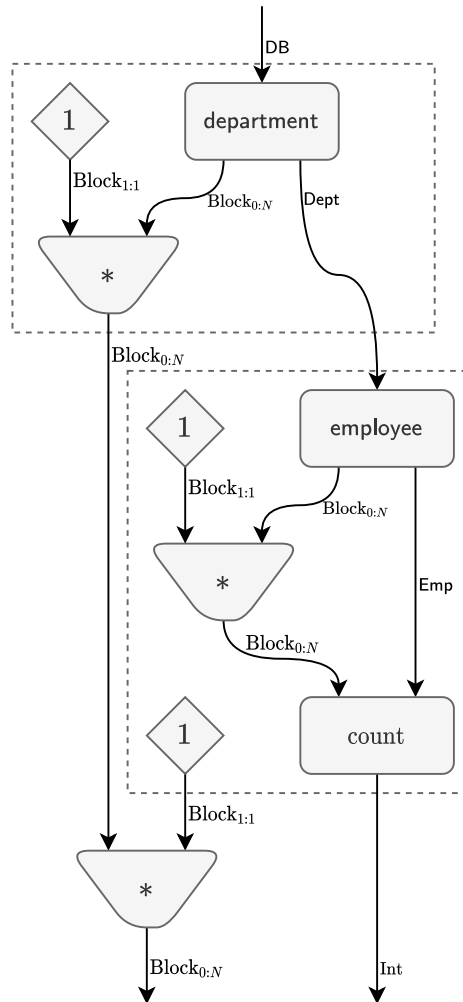 DB
1
department
Block1:1
Block0:N
Dept
*
Block0:N
1
employee
Block1:1
Block0:N
*
Emp
Block0:N
1
count
Block1:1
*
Block0:N
Int